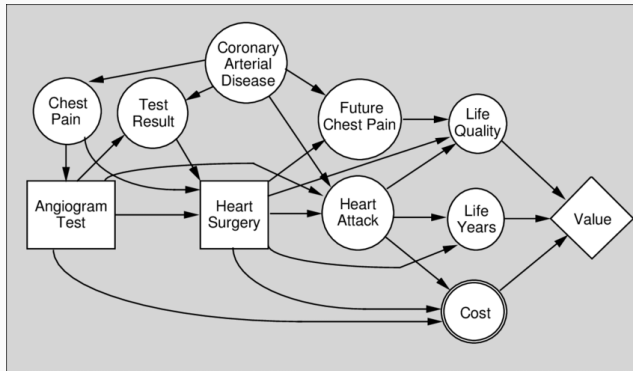 Coronary
Arterial
Disease
Chest
Pain
Test
Result
Future
Chest Pain
Life
Quality
Angiogram
Test
Heart
Surgery
Heart
Attack
Life
Years
Value
Cost